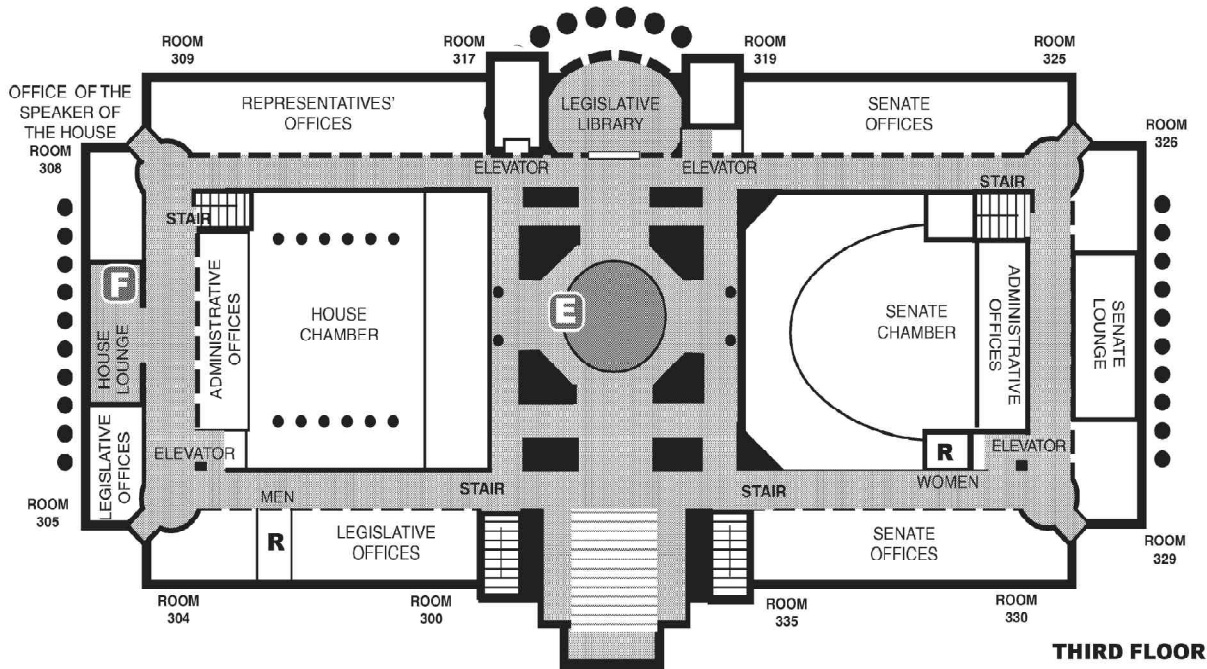 ROOM
309
ROOM
317
ROOM
319
ROOM
325
OFFICE OF THE
SPEAKER OF
THE HOUSE
REPRESENTATIVES'
OFFICES
LEGISLATIVE
LIBRARY
SENATE
OFFICES
ROOM
326
ROOM
308
ELEVATOR
ELEVATOR
STAIR
STAIR
F
HOUSE
LOUNGE
ADMINISTRATIVE
OFFICES
HOUSE
CHAMBER
E
SENATE
CHAMBER
ADMINISTRATIVE
OFFICES
SENATE
LOUNGE
LEGISLATIVE
OFFICES
ELEVATOR
R
ELEVATOR
WOMEN
MEN
STAIR
STAIR
ROOM
305
R
LEGISLATIVE
OFFICES
SENATE
OFFICES
ROOM
329
ROOM
304
ROOM
300
ROOM
335
ROOM
330
THIRD FLOOR